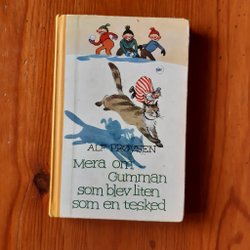 ALF PRØYSEN
Mera om
Gumman
som blev liten
som en tesked